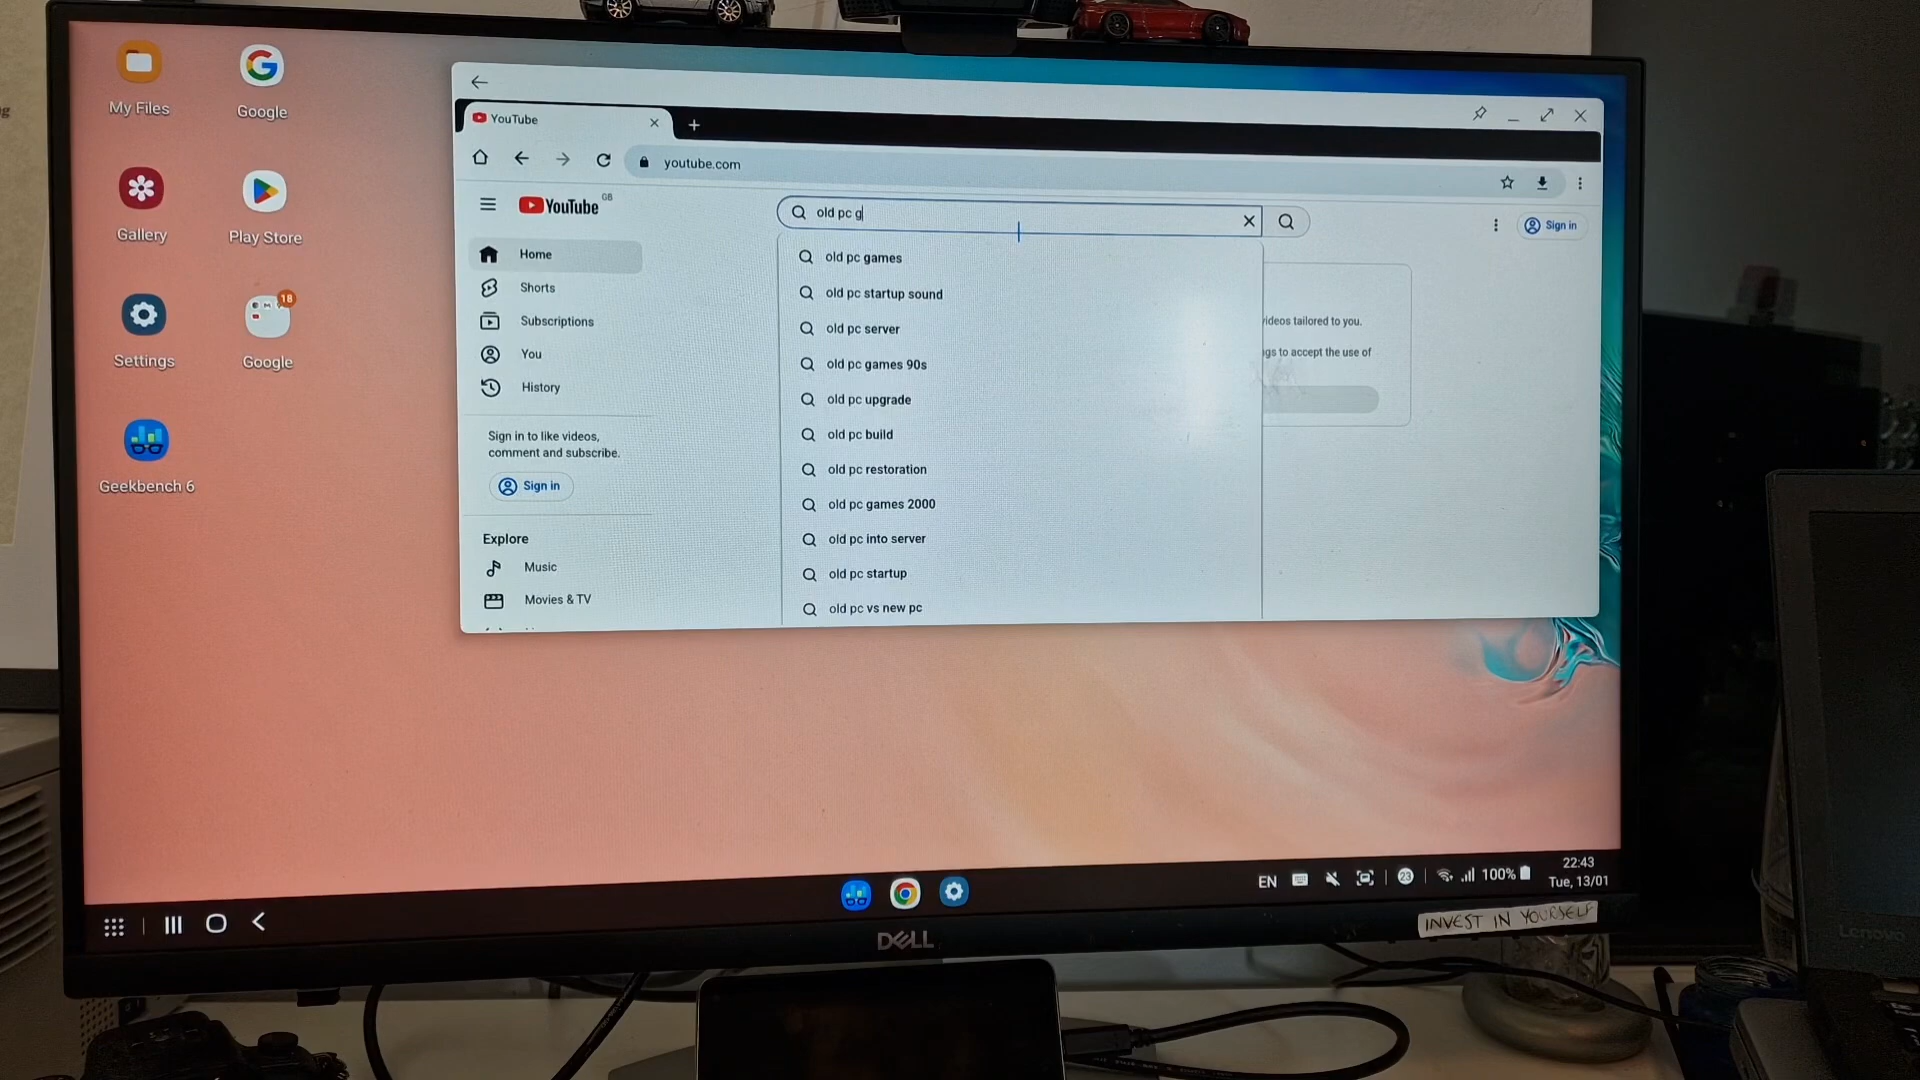 My Files
Google
Gallery
Play Store
Settings
18
Google
Geekbench 6
YouTube
youtube.com
YouTube
GB
old pc g
Sign in
Home
Shorts
Subscriptions
You
History
Sign in to like videos,
comment and subscribe.
Sign in
Explore
Music
Movies & TV
old pc games
old pc startup sound
old pc server
old pc games 90s
old pc upgrade
old pc build
old pc restoration
old pc games 2000
old pc into server
old pc startup
old pc vs new pc
tailored to you.
to accept the use of
EN
23
100%
22:43
Tue, 13/01
DELL
INVEST IN YOURSELF
Lenovo